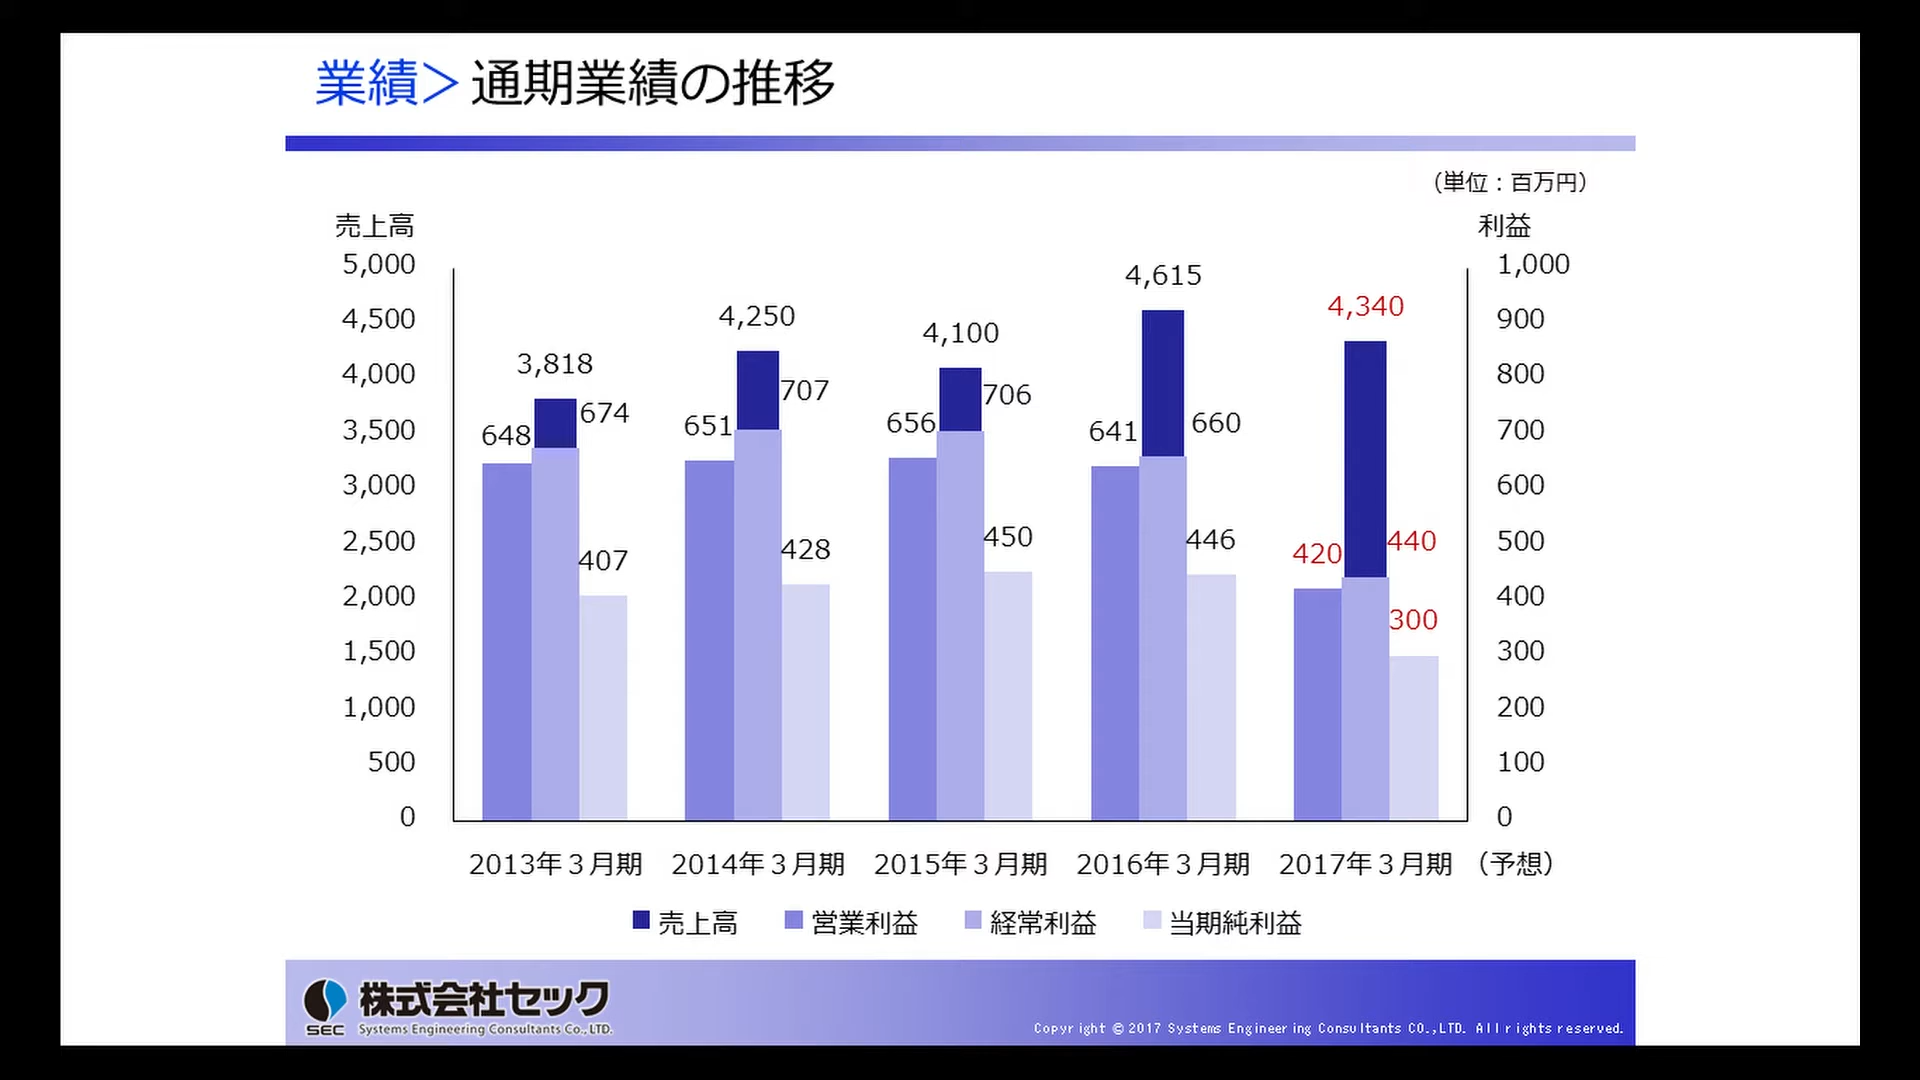 業績＞通期業績の推移
（単位：百万円）
売上高
利益
5,000
4,500
4,000
3,500
3,000
2,500
2,000
1,500
1,000
500
0
1,000
900
800
700
600
500
400
300
200
100
0
3,818
648
674
407
4,250
651
707
428
4,100
656
706
450
4,615
641
660
446
4,340
420
440
300
2013年３月期
2014年３月期
2015年３月期
2016年３月期
2017年３月期
（予想）
売上高
営業利益
経常利益
当期純利益
株式会社セック
SEC
Systems Engineering Consultants Co., LTD.
Copyright © 2017 Systems Engineering Consultants CO.,LTD. All rights reserved.